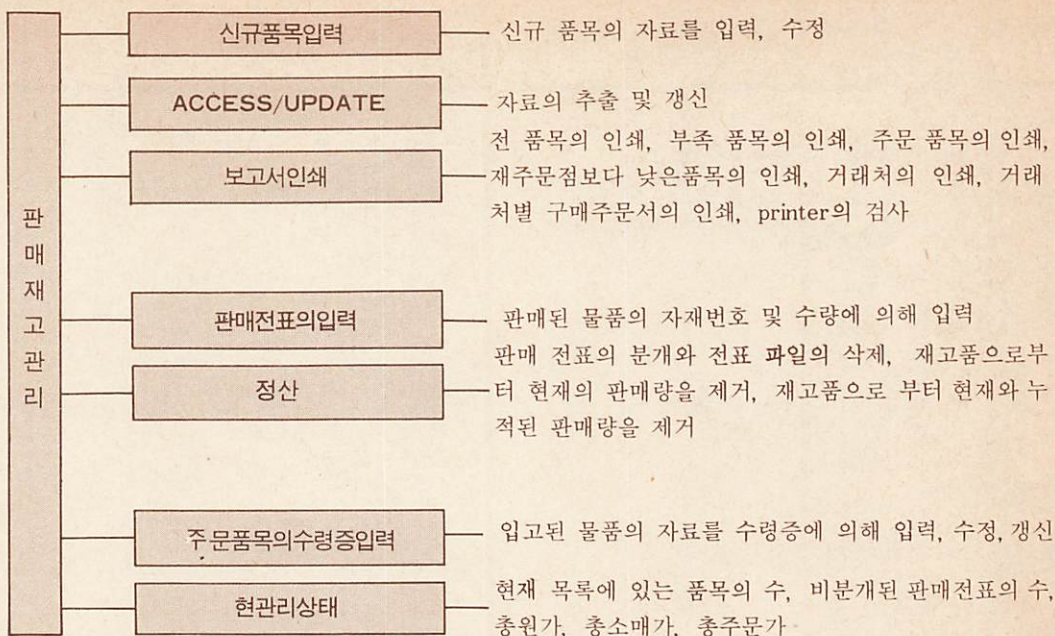 판매재고관리
신규품목입력
신규 품목의 자료를 입력, 수정
ACCESS/UPDATE
자료의 추출 및 갱신
보고서인쇄
전 품목의 인쇄, 부족 품목의 인쇄, 주문 품목의 인쇄,
재주문점보다 낮은품목의 인쇄, 거래처의 인쇄, 거래
처별 구매주문서의 인쇄, printer의 검사
판매전표의입력
판매된 물품의 자재번호 및 수량에 의해 입력
정산
판매 전표의 분개와 전표 파일의 삭제, 재고품으로부
터 현재의 판매량을 제거, 재고품으로 부터 현재와 누
적된 판매량을 제거
주문품목의수령증입력
입고된 물품의 자료를 수령증에 의해 입력, 수정, 갱신
현관리상태
현재 목록에 있는 품목의 수, 비분개된 판매전표의 수,
총원가, 총소매가, 총주문가